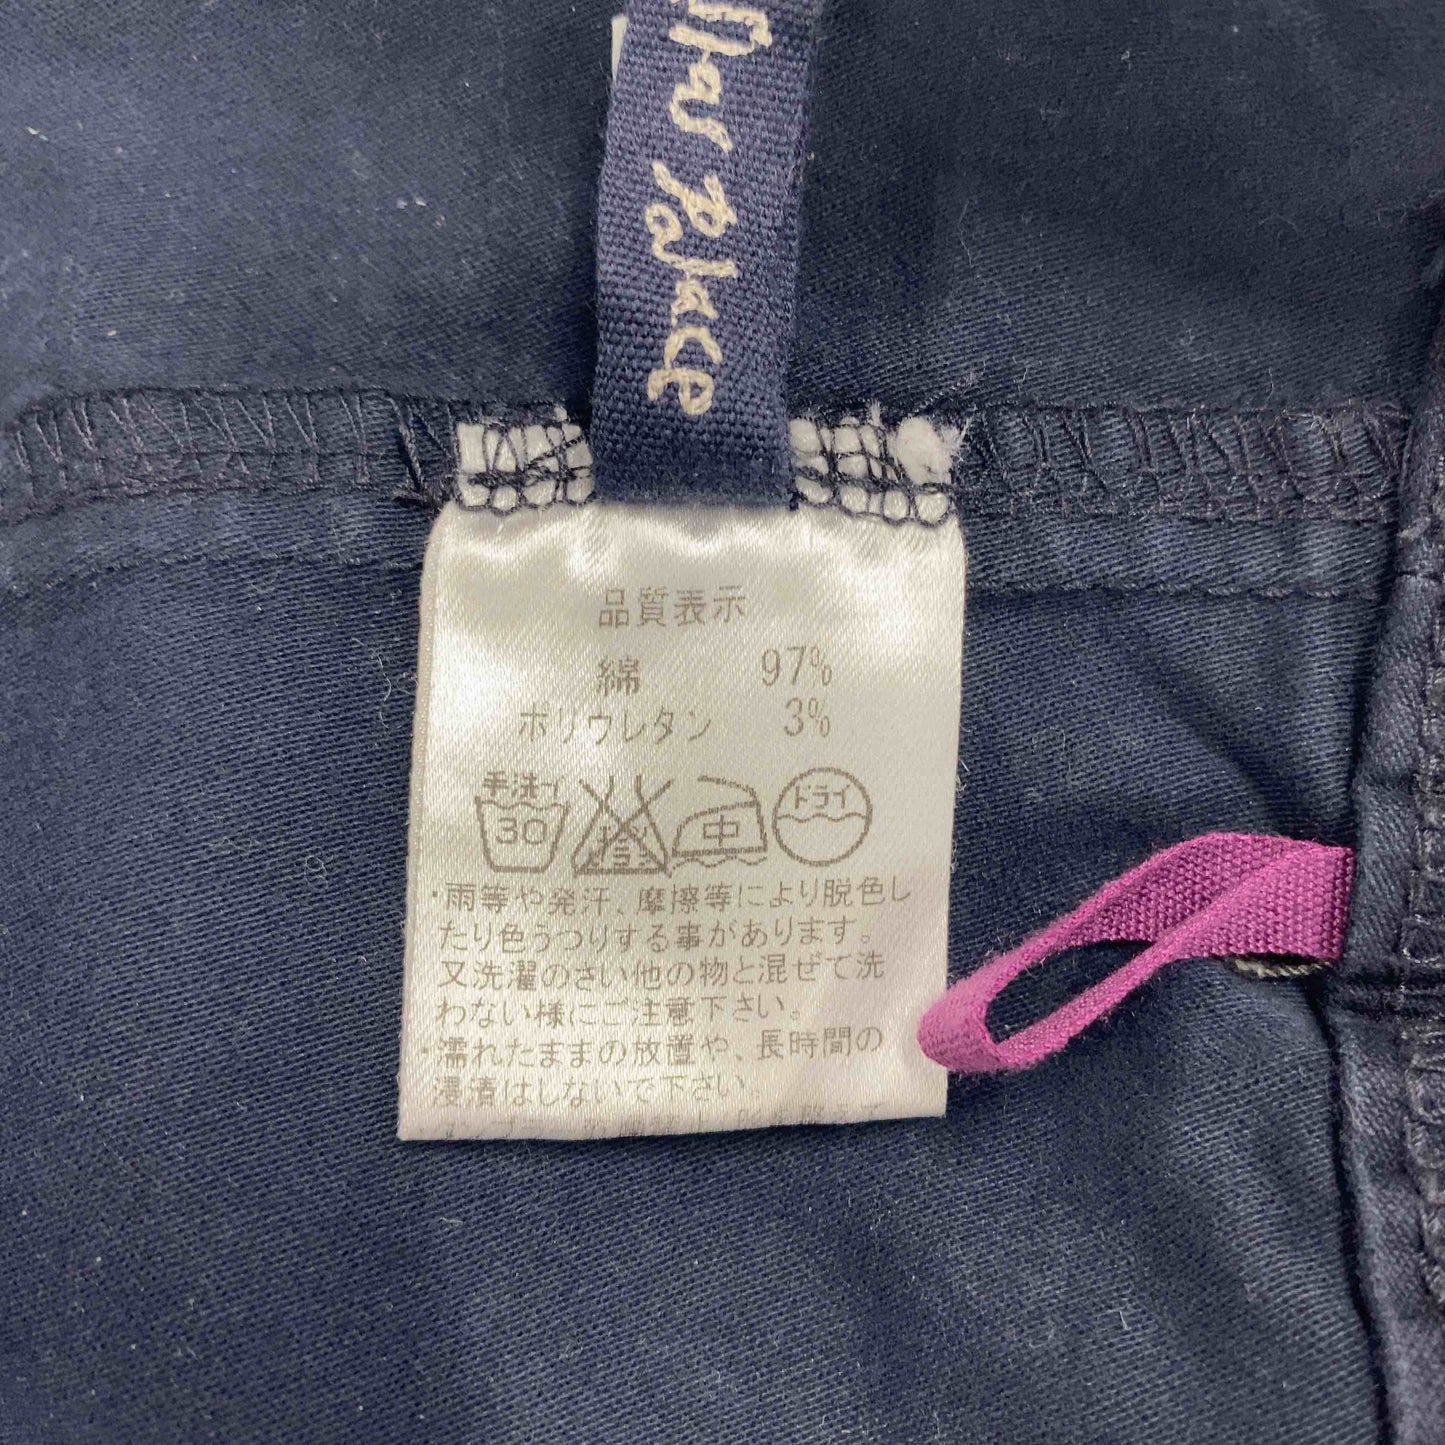 Palace
品質表示
綿 97%
ポリウレタン 3%
手洗イ 30 中 ドライ
・雨等や発汗、摩擦等により脱色し
たり色うつりする事があります。
又洗濯のさい他の物と混ぜて洗
わない様にご注意下さい。
・濡れたままの放置や、長時間の
浸漬はしないで下さい。